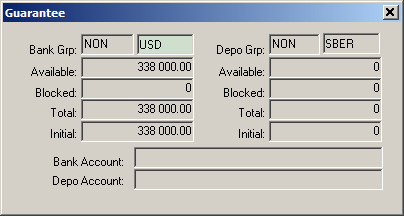 Guarantee
Bank Grp: NON USD Depo Grp: NON SBER
Available: 338 000.00 Available: 0
Blocked: 0 Blocked: 0
Total: 338 000.00 Total: 0
Initial: 338 000.00 Initial: 0
Bank Account:
Depo Account: